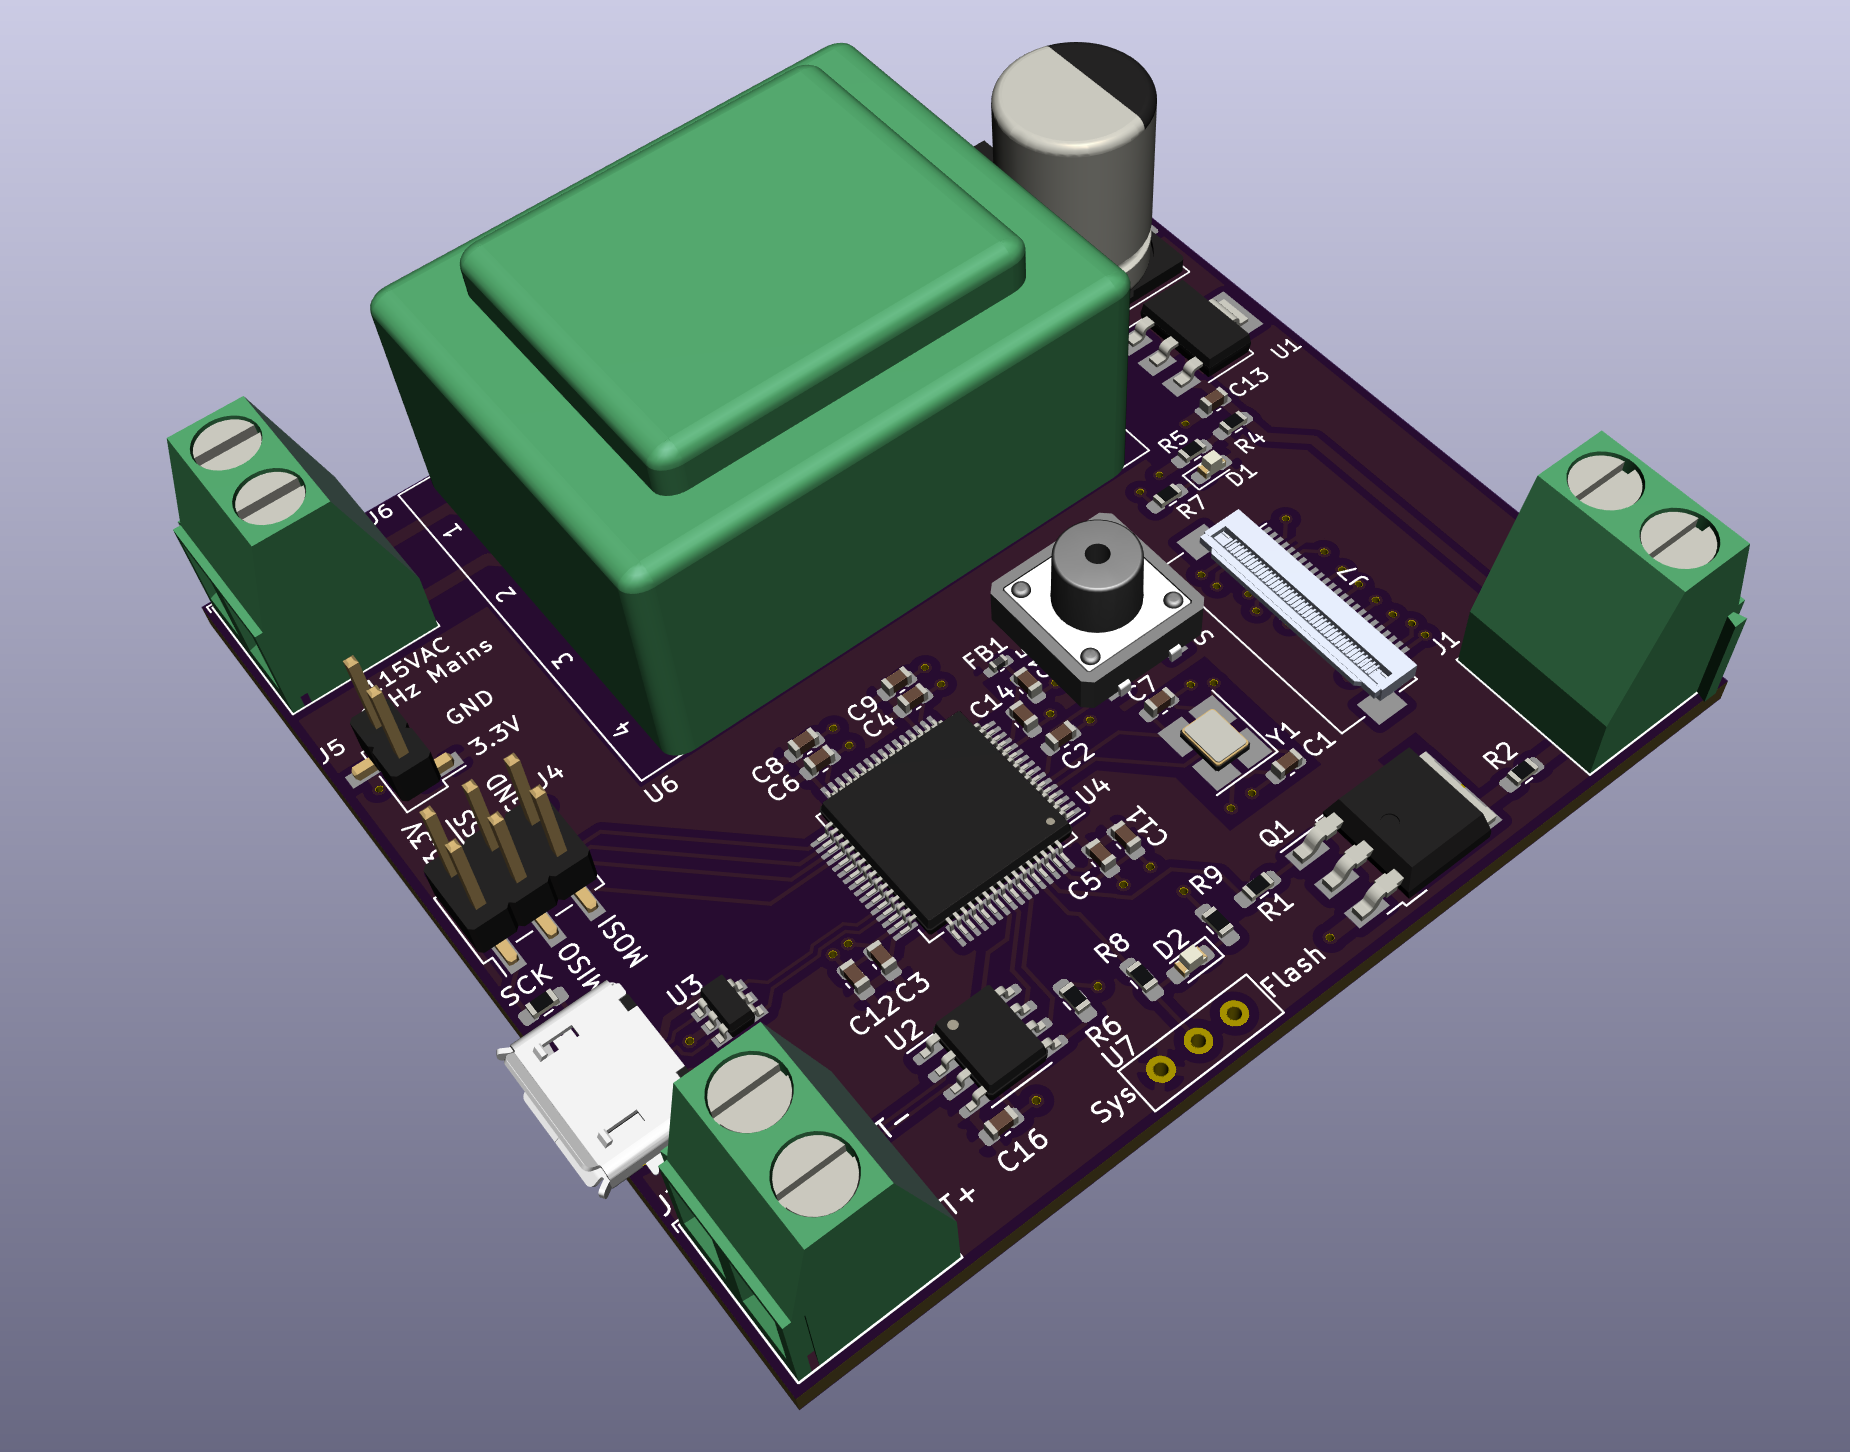 U1
C13
R4
R5
D1
R7
J6
1
2
3
4
J7
J1
S
115VAC
Hz Mains
GND
3.3V
J5
J4
U6
FB1
C9
C4
C14
C7
C8
C6
C2
Y1
C1
U4
R2
C11
C5
Q1
R9
R1
MOSI
MISO
SCK
U3
C12
C3
U2
R8
D2
R6
U7
Flash
Sys
T-
C16
T+